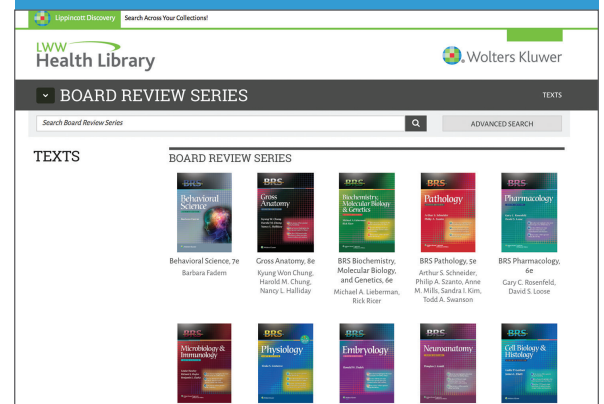 Lippincott Discovery Search Across Your Collections!
LWW
Health Library
Wolters Kluwer
BOARD REVIEW SERIES
TEXTS
Search Board Review Series
ADVANCED SEARCH
TEXTS
BOARD REVIEW SERIES
BRS
Behavioral
Science
BRS
Gross
Anatomy
BRS
Biochemistry,
Molecular Biology
& Genetics
BRS
Pathology
BRS
Pharmacology
Behavioral Science, 7e
Barbara Fadem
Gross Anatomy, 8e
Kyung Won Chung,
Harold M. Chung,
Nancy L. Halliday
BRS Biochemistry,
Molecular Biology,
and Genetics, 6e
Michael A. Lieberman,
Rick Ricer
BRS Pathology, 5e
Arthur S. Schneider,
Philip A. Szanto, Anne
M. Mills, Sandra I. Kim,
Todd A. Swanson
BRS Pharmacology,
6e
Gary C. Rosenfeld,
David S. Loose
BRS
Microbiology &
Immunology
BRS
Physiology
BRS
Embryology
BRS
Neuroanatomy
BRS
Cell Biology &
Histology